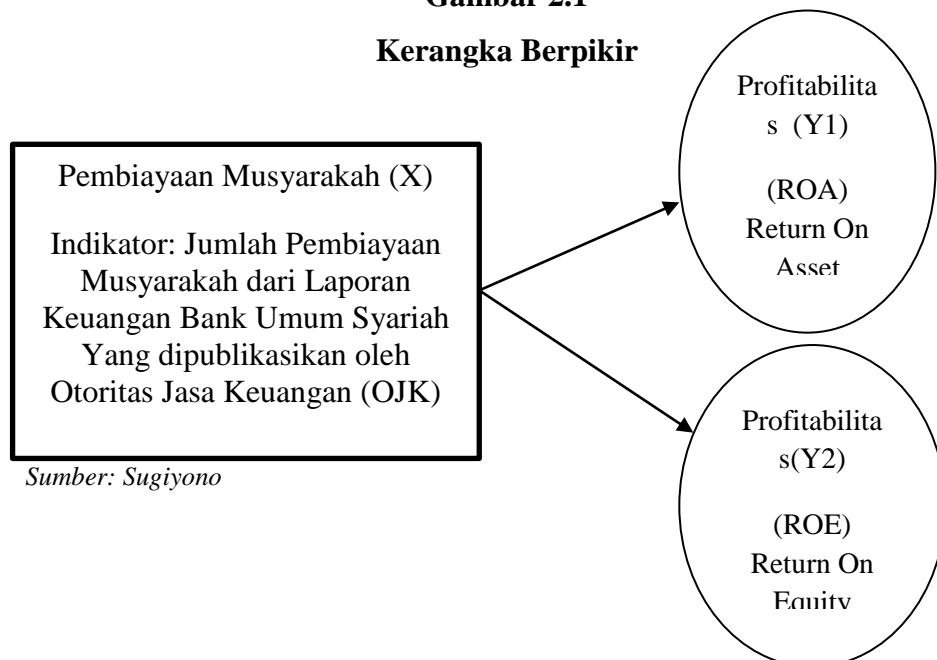 Gambar 2.1
Kerangka Berpikir
Pembiayaan Musyarakah (X)
Indikator: Jumlah Pembiayaan
Musyarakah dari Laporan
Keuangan Bank Umum Syariah
Yang dipublikasikan oleh
Otoritas Jasa Keuangan (OJK)
Sumber: Sugiyono
Profitabilita
s (Y1)
(ROA)
Return On
Asset
Profitabilita
s(Y2)
(ROE)
Return On
Equity